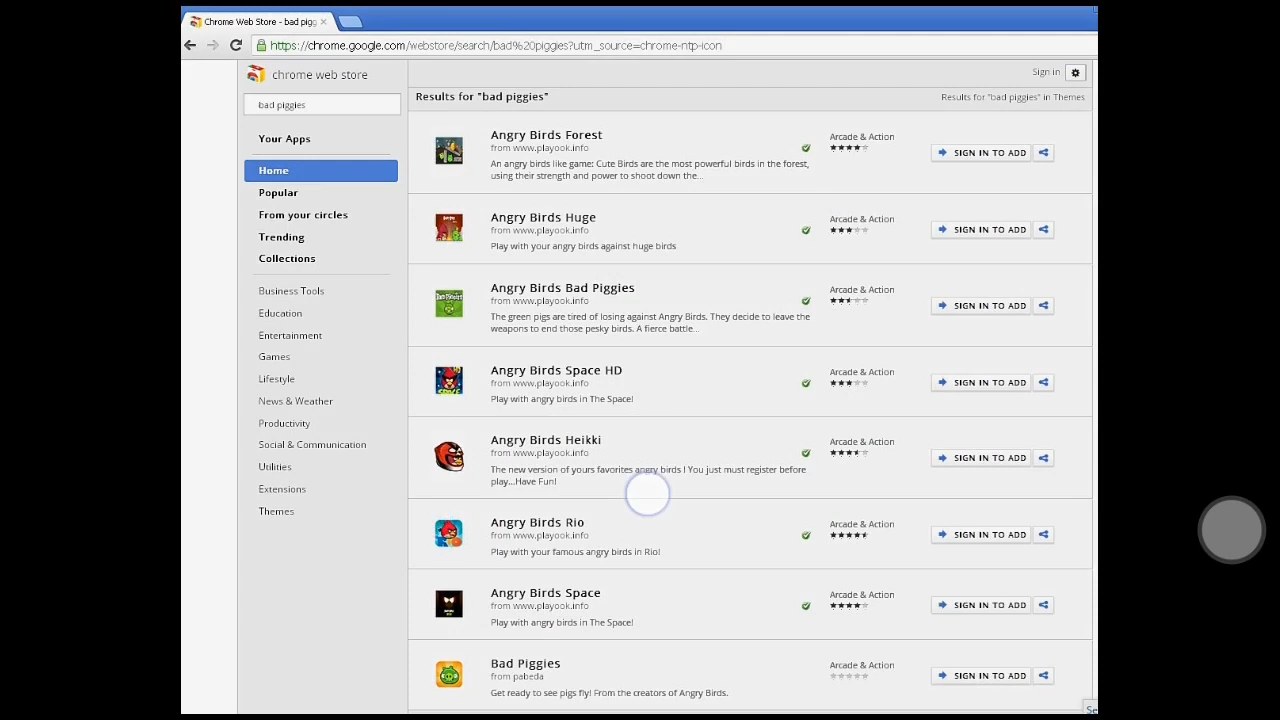 Chrome Web Store - bad pigg
https://chrome.google.com/webstore/search/bad%20piggies?utm_source=chrome-ntp-icon
chrome web store
Sign in
bad piggies
Results for "bad piggies"
Results for "bad piggies" in Themes
Your Apps
Home
Popular
From your circles
Trending
Collections
Business Tools
Education
Entertainment
Games
Lifestyle
News & Weather
Productivity
Social & Communication
Utilities
Extensions
Themes
Angry Birds Forest
from www.playook.info
An angry birds like game: Cute Birds are the most powerful birds in the forest,
using their strength and power to shoot down the...
Arcade & Action
SIGN IN TO ADD
Angry Birds Huge
from www.playook.info
Play with your angry birds against huge birds
Arcade & Action
SIGN IN TO ADD
Angry Birds Bad Piggies
from www.playook.info
The green pigs are tired of losing against Angry Birds. They decide to leave the
weapons to end those pesky birds. A fierce battle...
Arcade & Action
SIGN IN TO ADD
Angry Birds Space HD
from www.playook.info
Play with angry birds in The Space!
Arcade & Action
SIGN IN TO ADD
Angry Birds Heikki
from www.playook.info
The new version of yours favorites angry birds ! You just must register before
play...Have Fun!
Arcade & Action
SIGN IN TO ADD
Angry Birds Rio
from www.playook.info
Play with your famous angry birds in Rio!
Arcade & Action
SIGN IN TO ADD
Angry Birds Space
from www.playook.info
Play with angry birds in The Space!
Arcade & Action
SIGN IN TO ADD
Bad Piggies
from pabeda
Get ready to see pigs fly! From the creators of Angry Birds.
Arcade & Action
SIGN IN TO ADD